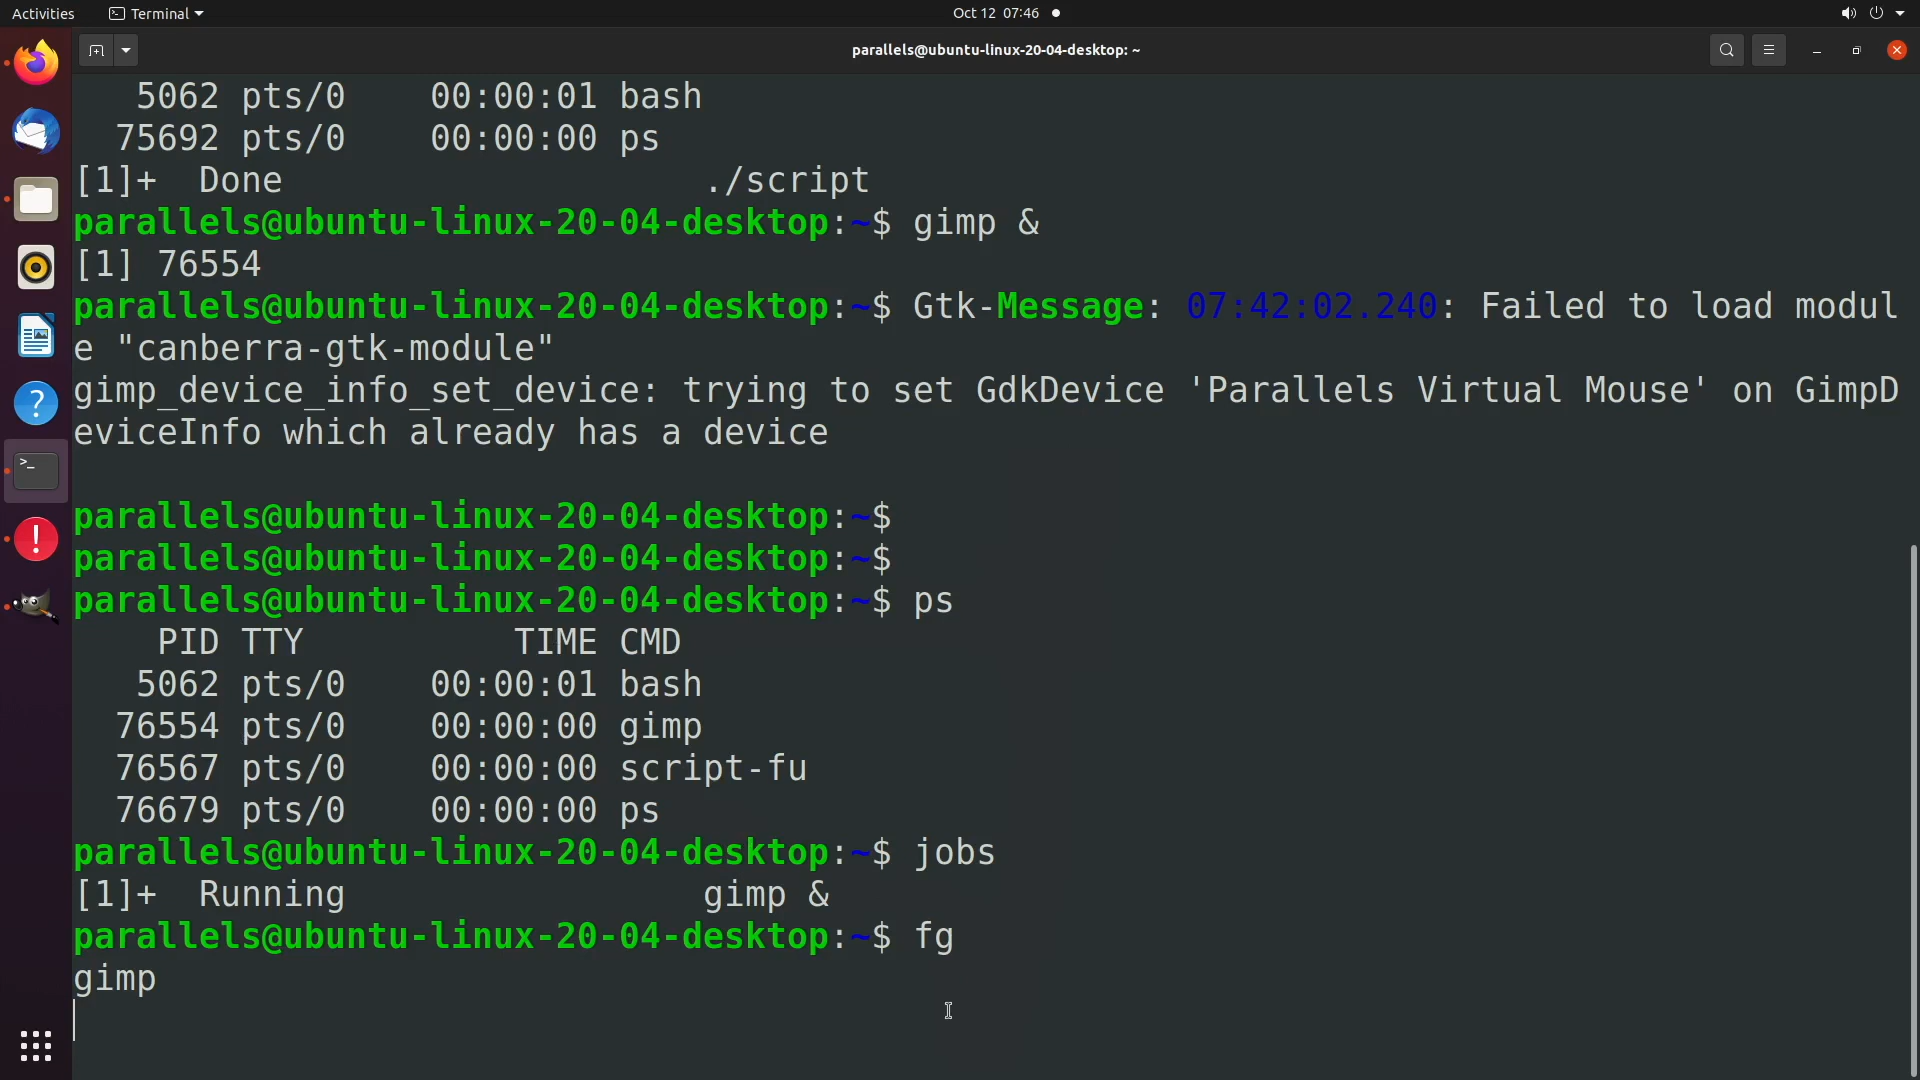 Activities Terminal Oct 12 07:46
parallels@ubuntu-linux-20-04-desktop: ~
5062 pts/0 00:00:01 bash
75692 pts/0 00:00:00 ps
[1]+ Done ./script
parallels@ubuntu-linux-20-04-desktop:~$ gimp &
[1] 76554
parallels@ubuntu-linux-20-04-desktop:~$ Gtk-Message: 07:42:02.240: Failed to load modul
e "canberra-gtk-module"
gimp_device_info_set_device: trying to set GdkDevice 'Parallels Virtual Mouse' on GimpD
eviceInfo which already has a device
parallels@ubuntu-linux-20-04-desktop:~$
parallels@ubuntu-linux-20-04-desktop:~$
parallels@ubuntu-linux-20-04-desktop:~$ ps
PID TTY TIME CMD
5062 pts/0 00:00:01 bash
76554 pts/0 00:00:00 gimp
76567 pts/0 00:00:00 script-fu
76679 pts/0 00:00:00 ps
parallels@ubuntu-linux-20-04-desktop:~$ jobs
[1]+ Running gimp &
parallels@ubuntu-linux-20-04-desktop:~$ fg
gimp